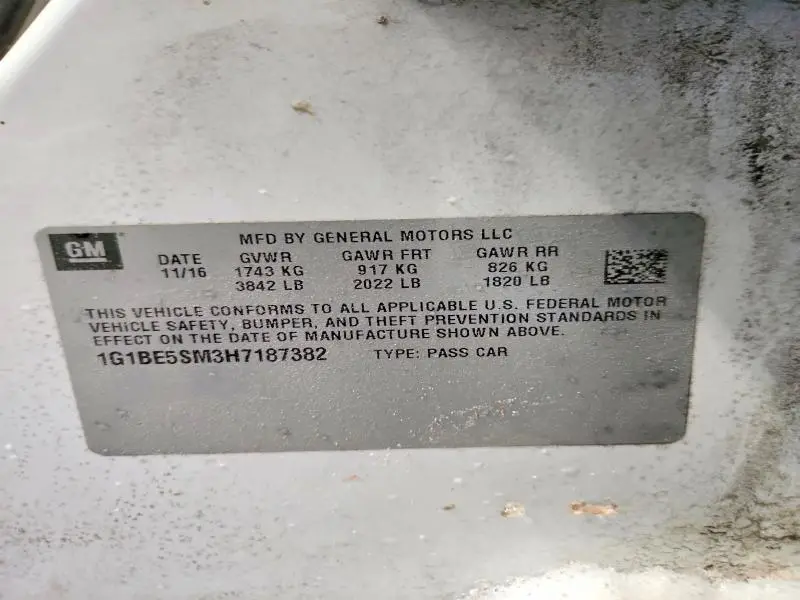 GM
MFD BY GENERAL MOTORS LLC
DATE GVWR GAWR FRT GAWR RR
11/16 1743 KG 917 KG 826 KG
3842 LB 2022 LB 1820 LB
THIS VEHICLE CONFORMS TO ALL APPLICABLE U.S. FEDERAL MOTOR
VEHICLE SAFETY, BUMPER, AND THEFT PREVENTION STANDARDS IN
EFFECT ON THE DATE OF MANUFACTURE SHOWN ABOVE.
1G1BE5SM3H7187382 TYPE: PASS CAR